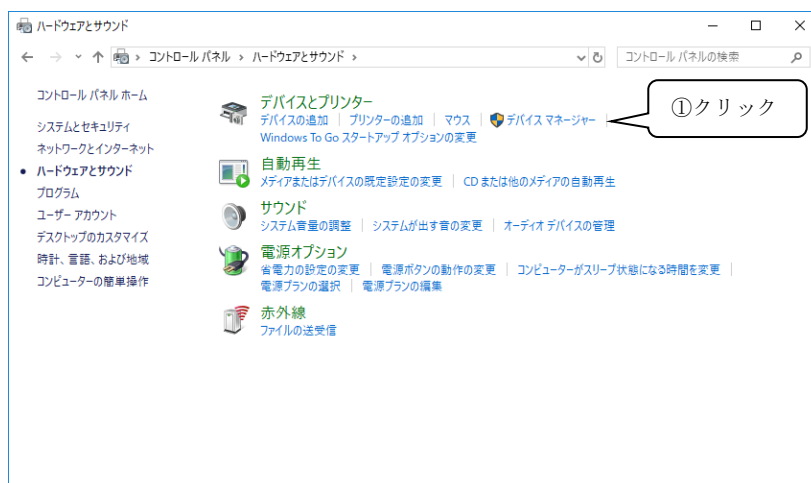 ハードウェアとサウンド
コントロール パネル › ハードウェアとサウンド ›
コントロール パネルの検索
コントロール パネル ホーム
システムとセキュリティ
ネットワークとインターネット
ハードウェアとサウンド
プログラム
ユーザー アカウント
デスクトップのカスタマイズ
時計、言語、および地域
コンピューターの簡単操作
デバイスとプリンター
デバイスの追加 | プリンターの追加 | マウス | デバイス マネージャー
Windows To Go スタートアップ オプションの変更
自動再生
メディアまたはデバイスの既定設定の変更 | CD または他のメディアの自動再生
サウンド
システム音量の調整 | システムが出す音の変更 | オーディオ デバイスの管理
電源オプション
省電力の設定の変更 | 電源ボタンの動作の変更 | コンピューターがスリープ状態になる時間を変更 |
電源プランの選択 | 電源プランの編集
赤外線
ファイルの送受信
①クリック